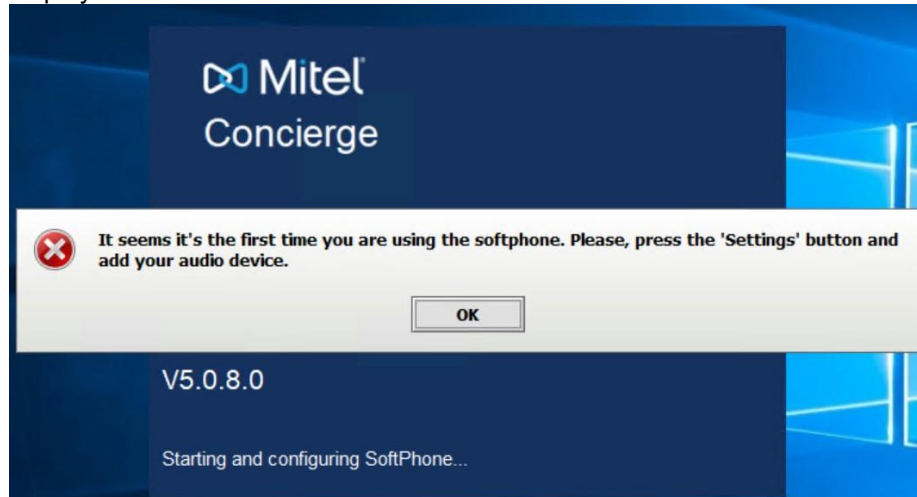 Mitel
Concierge
It seems it's the first time you are using the softphone. Please, press the 'Settings' button and
add your audio device.
OK
V5.0.8.0
Starting and configuring SoftPhone...